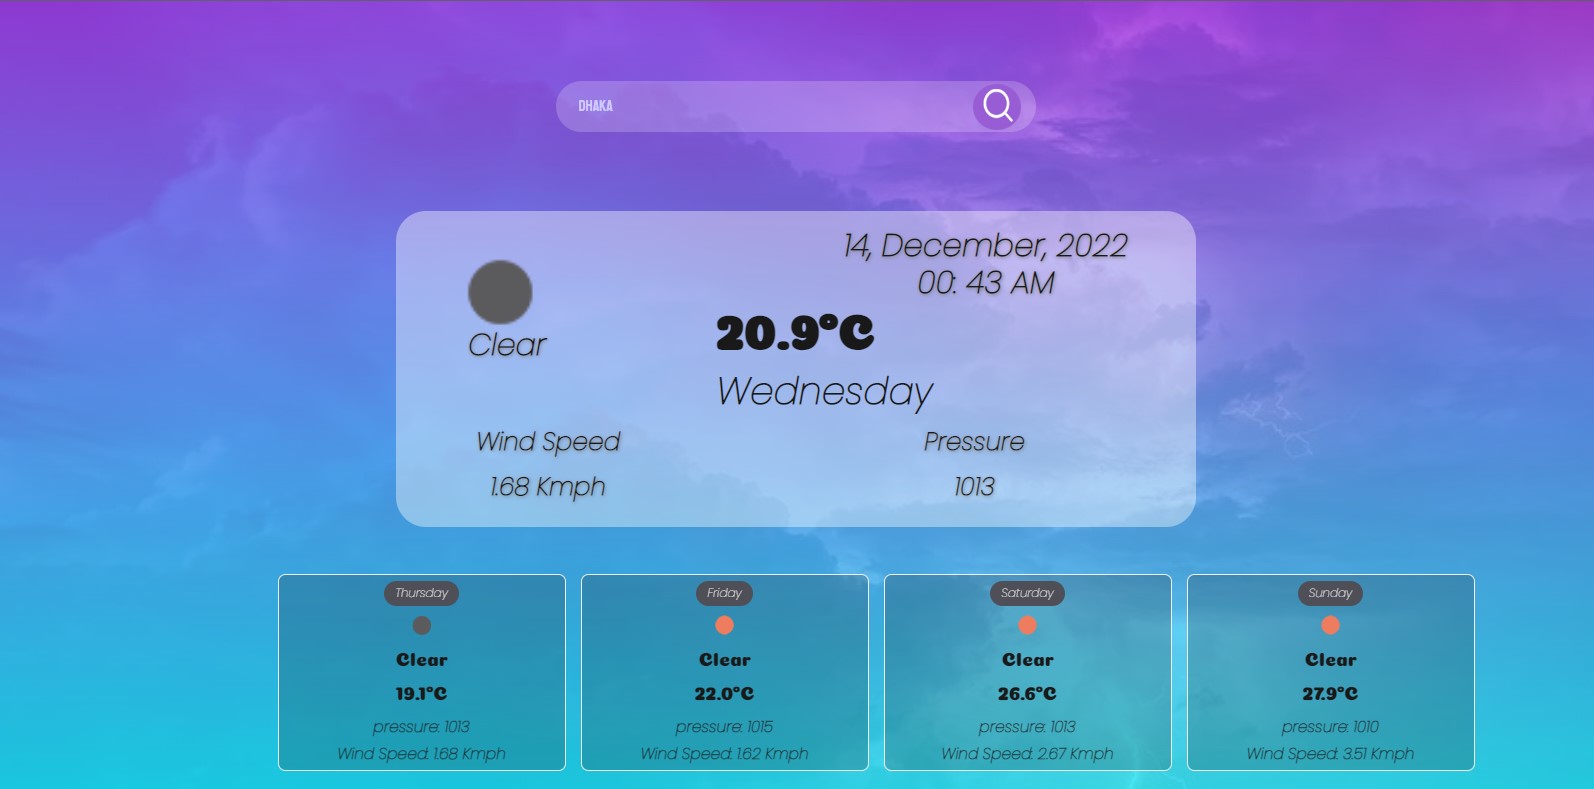 DHAKA
14, December, 2022
00: 43 AM
Clear
20.9°C
Wednesday
Wind Speed
1.68 Kmph
Pressure
1013
Thursday
Clear
19.1°C
pressure: 1013
Wind Speed: 1.68 Kmph
Friday
Clear
22.0°C
pressure: 1015
Wind Speed: 1.62 Kmph
Saturday
Clear
26.6°C
pressure: 1013
Wind Speed: 2.67 Kmph
Sunday
Clear
27.9°C
pressure: 1010
Wind Speed: 3.51 Kmph